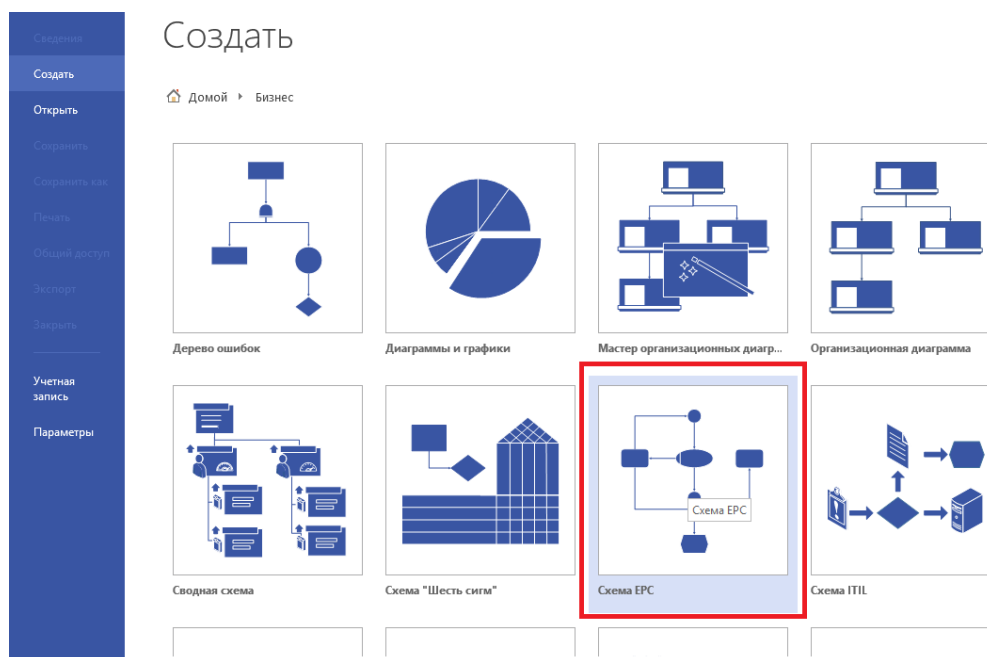 Сведения
Создать
Открыть
Сохранить
Сохранить как
Печать
Общий доступ
Экспорт
Закрыть
Учетная
запись
Параметры
Создать
Домой
Бизнес
Дерево ошибок
Диаграммы и графики
Мастер организационных диагр...
Организационная диаграмма
Схема EPC
Сводная схема
Схема "Шесть сигм"
Схема EPC
Схема ITIL